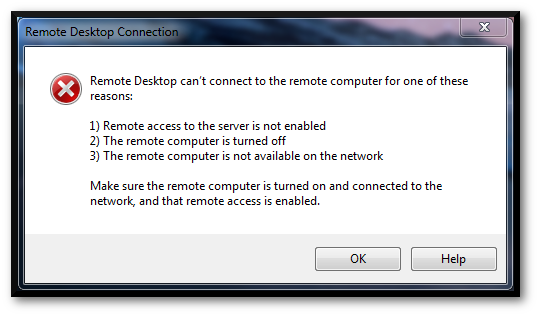 Remote Desktop Connection
Remote Desktop can't connect to the remote computer for one of these
reasons:
1) Remote access to the server is not enabled
2) The remote computer is turned off
3) The remote computer is not available on the network
Make sure the remote computer is turned on and connected to the
network, and that remote access is enabled.
OK
Help